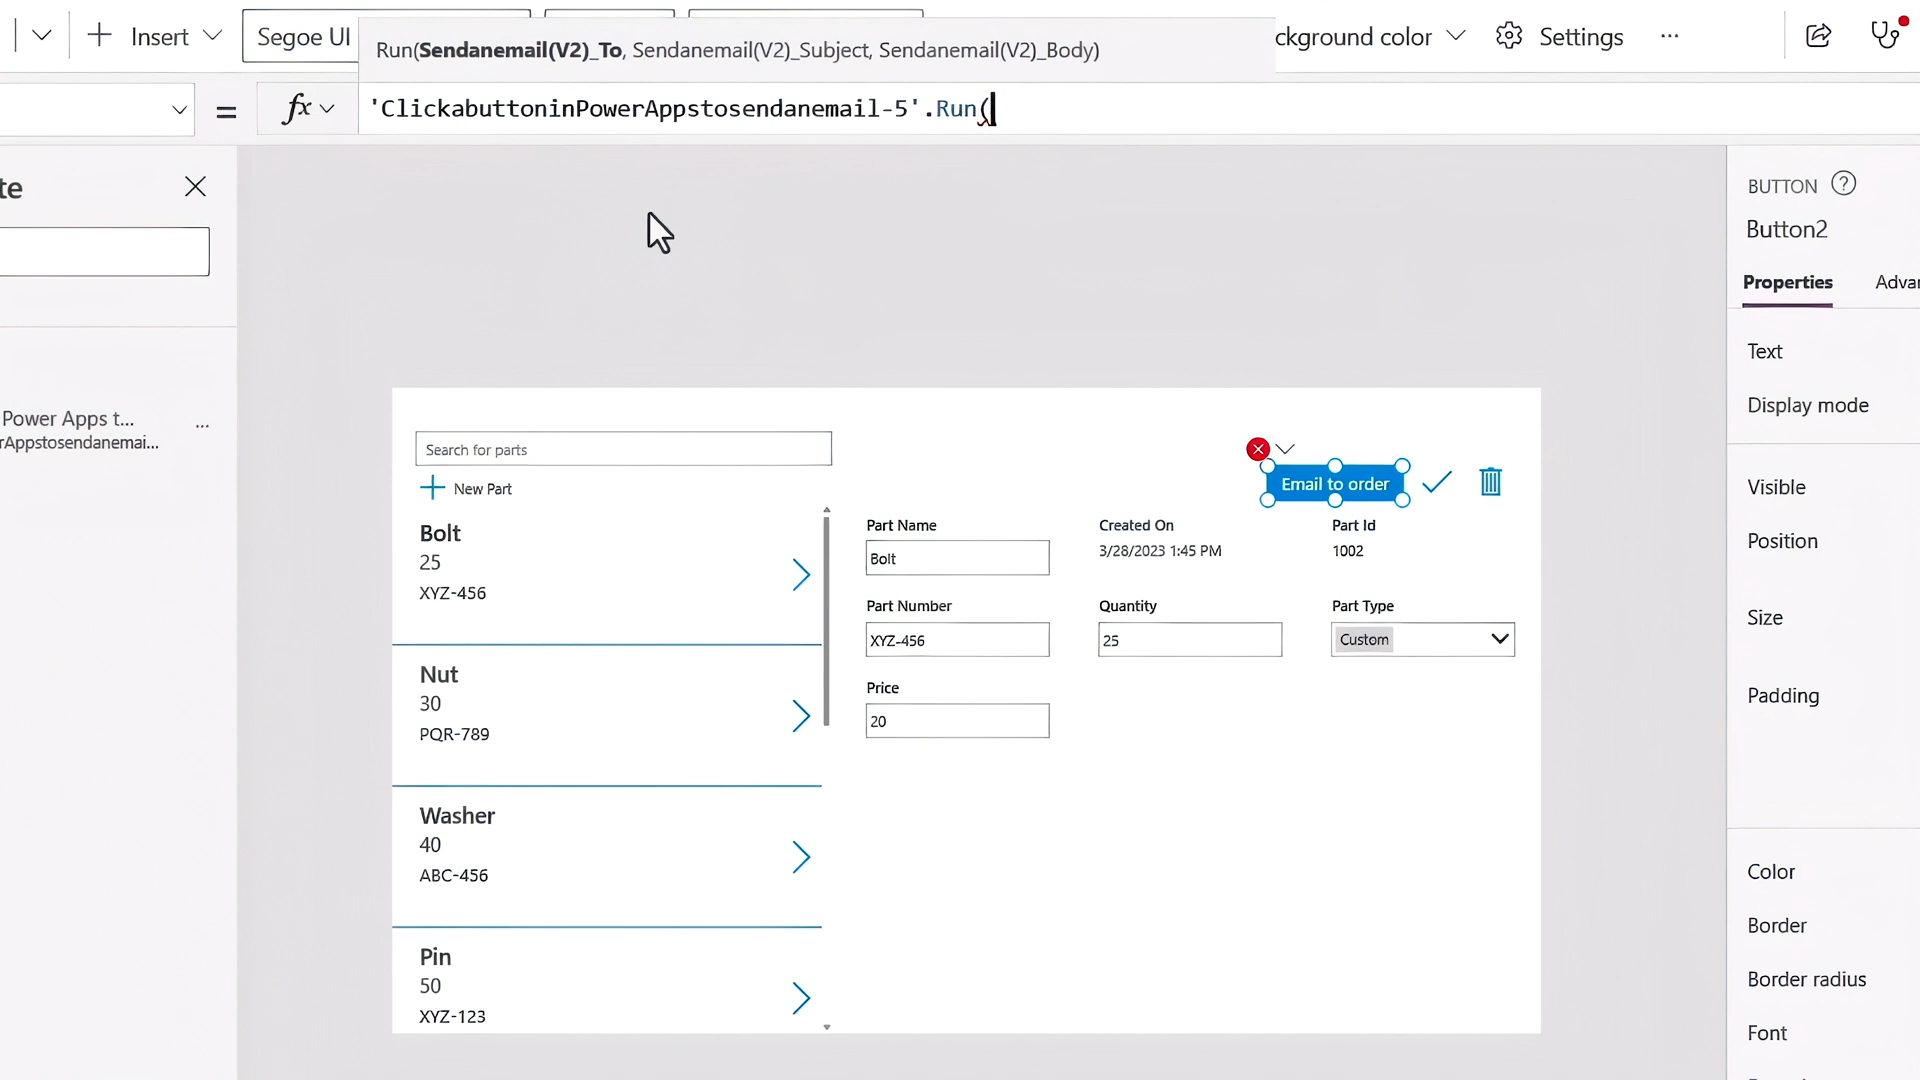 Insert
Segoe UI
Run(Sendanemail(V2)_To, Sendanemail(V2)_Subject, Sendanemail(V2)_Body)
ckground color
Settings
...
=
fx
'ClickabuttoninPowerAppstosendanemail-5'.Run(
te
Power Apps t...
rAppstosendanemai...
...
Search for parts
New Part
Bolt
25
XYZ-456
Nut
30
PQR-789
Washer
40
ABC-456
Pin
50
XYZ-123
Email to order
Part Name
Bolt
Created On
3/28/2023 1:45 PM
Part Id
1002
Part Number
XYZ-456
Quantity
25
Part Type
Custom
Price
20
BUTTON
?
Button2
Properties
Advan
Text
Display mode
Visible
Position
Size
Padding
Color
Border
Border radius
Font